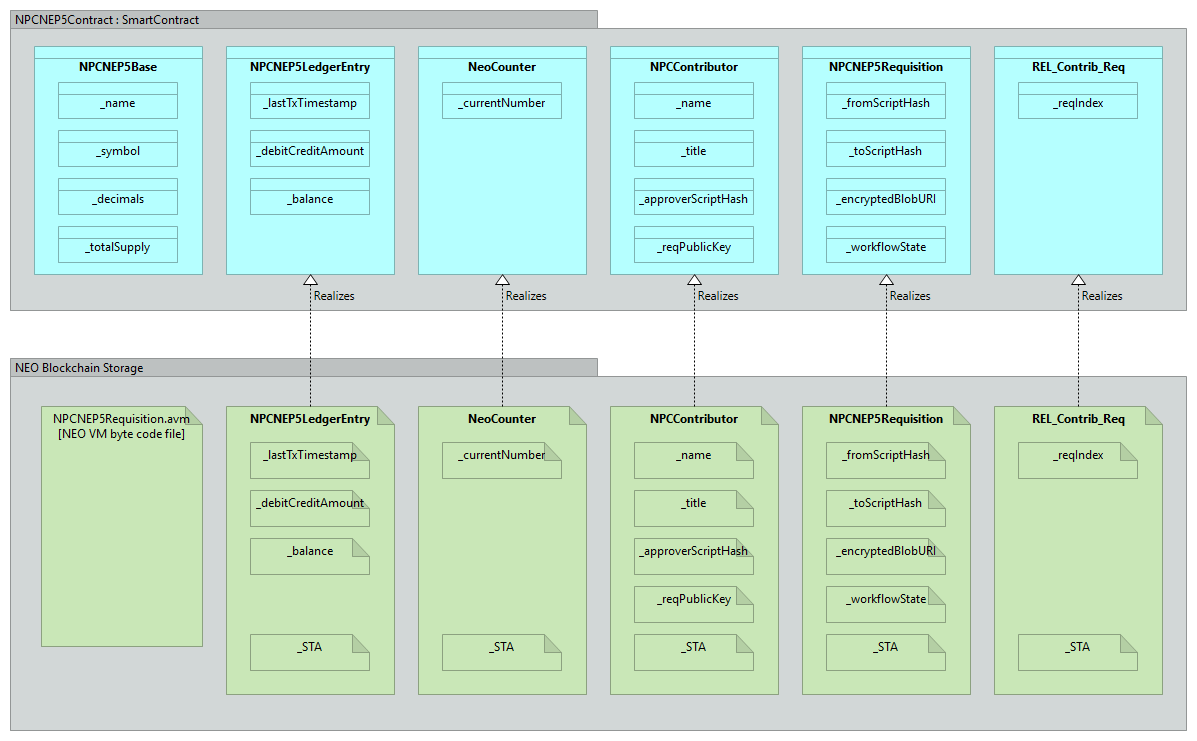 NPCNEP5Contract : SmartContract
NPCNEP5Base
_name
_symbol
_decimals
_totalSupply
NPCNEP5LedgerEntry
_lastTxTimestamp
_debitCreditAmount
_balance
NeoCounter
_currentNumber
NPCContributor
_name
_title
_approverScriptHash
_reqPublicKey
NPCNEP5Requisition
_fromScriptHash
_toScriptHash
_encryptedBlobURI
_workflowState
REL_Contrib_Req
_reqIndex
Realizes
Realizes
Realizes
Realizes
Realizes
NEO Blockchain Storage
NPCNEP5Requisition.avm
[NEO VM byte code file]
NPCNEP5LedgerEntry
_lastTxTimestamp
_debitCreditAmount
_balance
_STA
NeoCounter
_currentNumber
_STA
NPCContributor
_name
_title
_approverScriptHash
_reqPublicKey
_STA
NPCNEP5Requisition
_fromScriptHash
_toScriptHash
_encryptedBlobURI
_workflowState
_STA
REL_Contrib_Req
_reqIndex
_STA